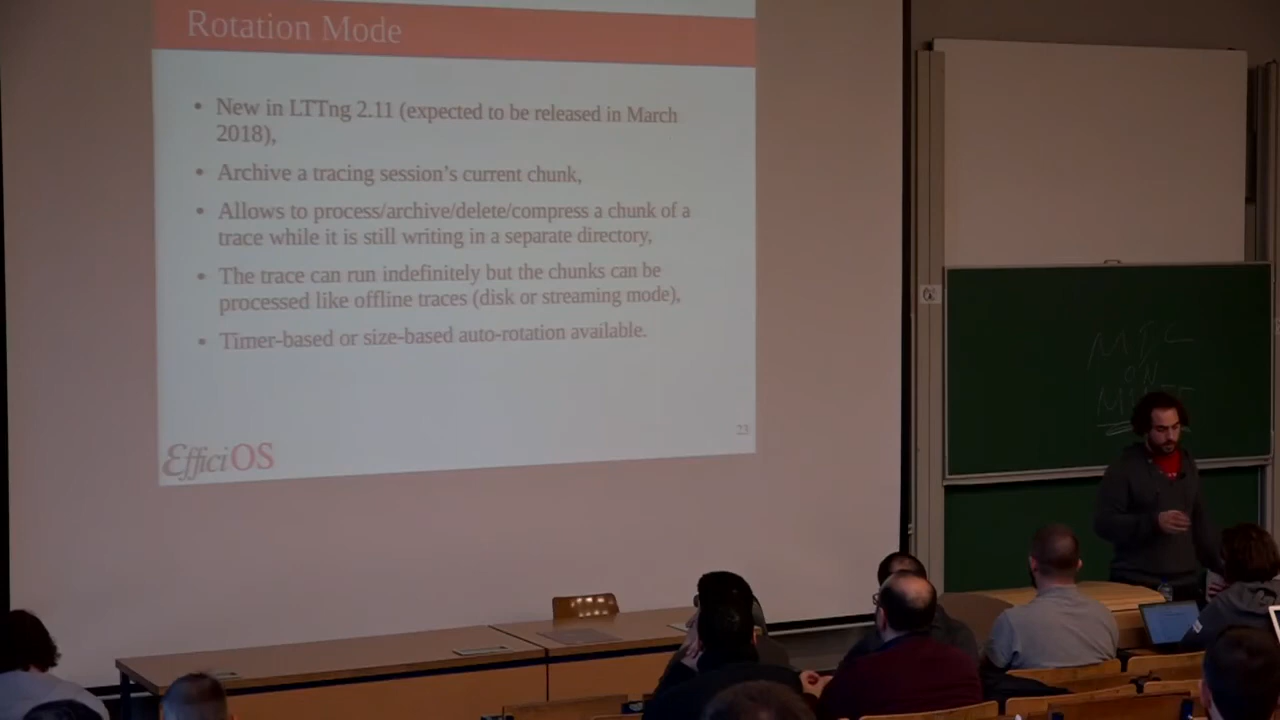 Rotation Mode
• New in LTTng 2.11 (expected to be released in March
2018),
• Archive a tracing session's current chunk,
• Allows to process/archive/delete/compress a chunk of a
trace while it is still writing in a separate directory,
• The trace can run indefinitely but the chunks can be
processed like offline traces (disk or streaming mode),
• Timer-based or size-based auto-rotation available.
23
EfficiOS
ON